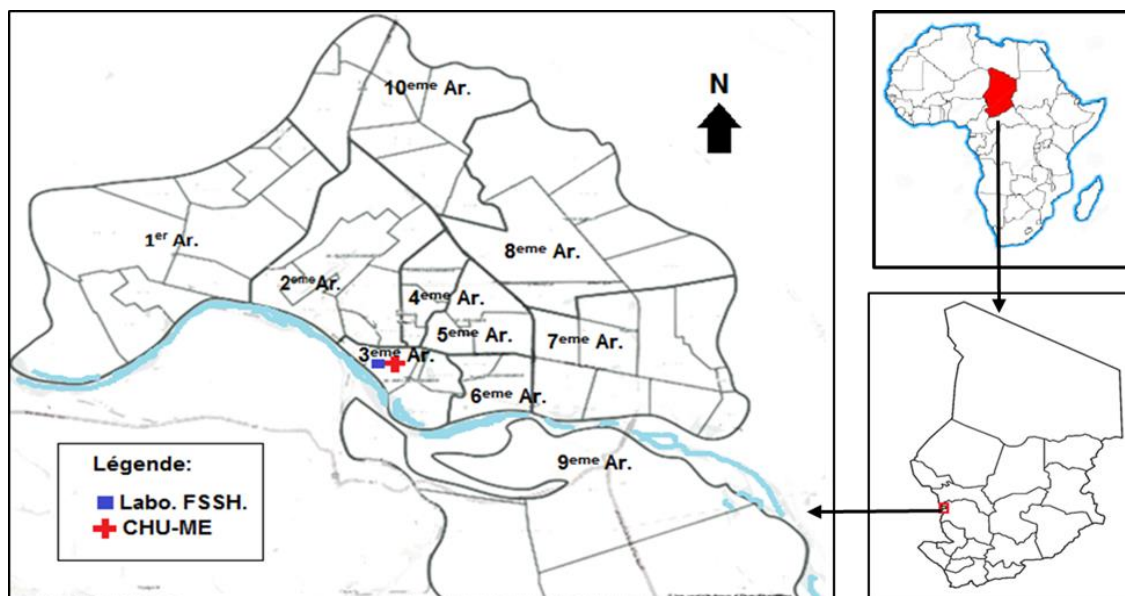 10eme Ar.
N
1er Ar.
8eme Ar.
2eme Ar.
4eme Ar.
5eme Ar.
7eme Ar.
3eme Ar.
6eme Ar.
9eme Ar.
Légende:
Labo. FSSH.
CHU-ME